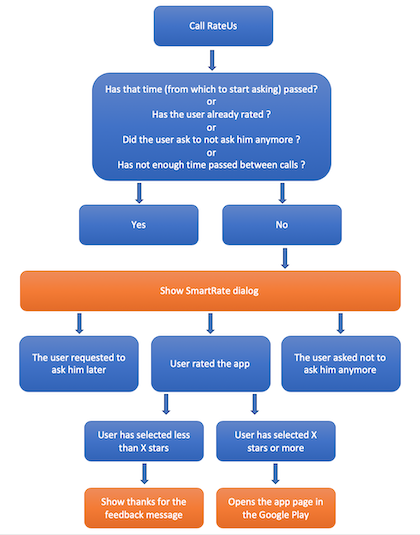 Call RateUs
Has that time (from which to start asking) passed?
or
Has the user already rated ?
or
Did the user ask to not ask him anymore ?
or
Has not enough time passed between calls ?
Yes
No
Show SmartRate dialog
The user requested to
ask him later
User rated the app
The user asked not to
ask him anymore
User has selected less
than X stars
User has selected X
stars or more
Show thanks for the
feedback message
Opens the app page in
the Google Play